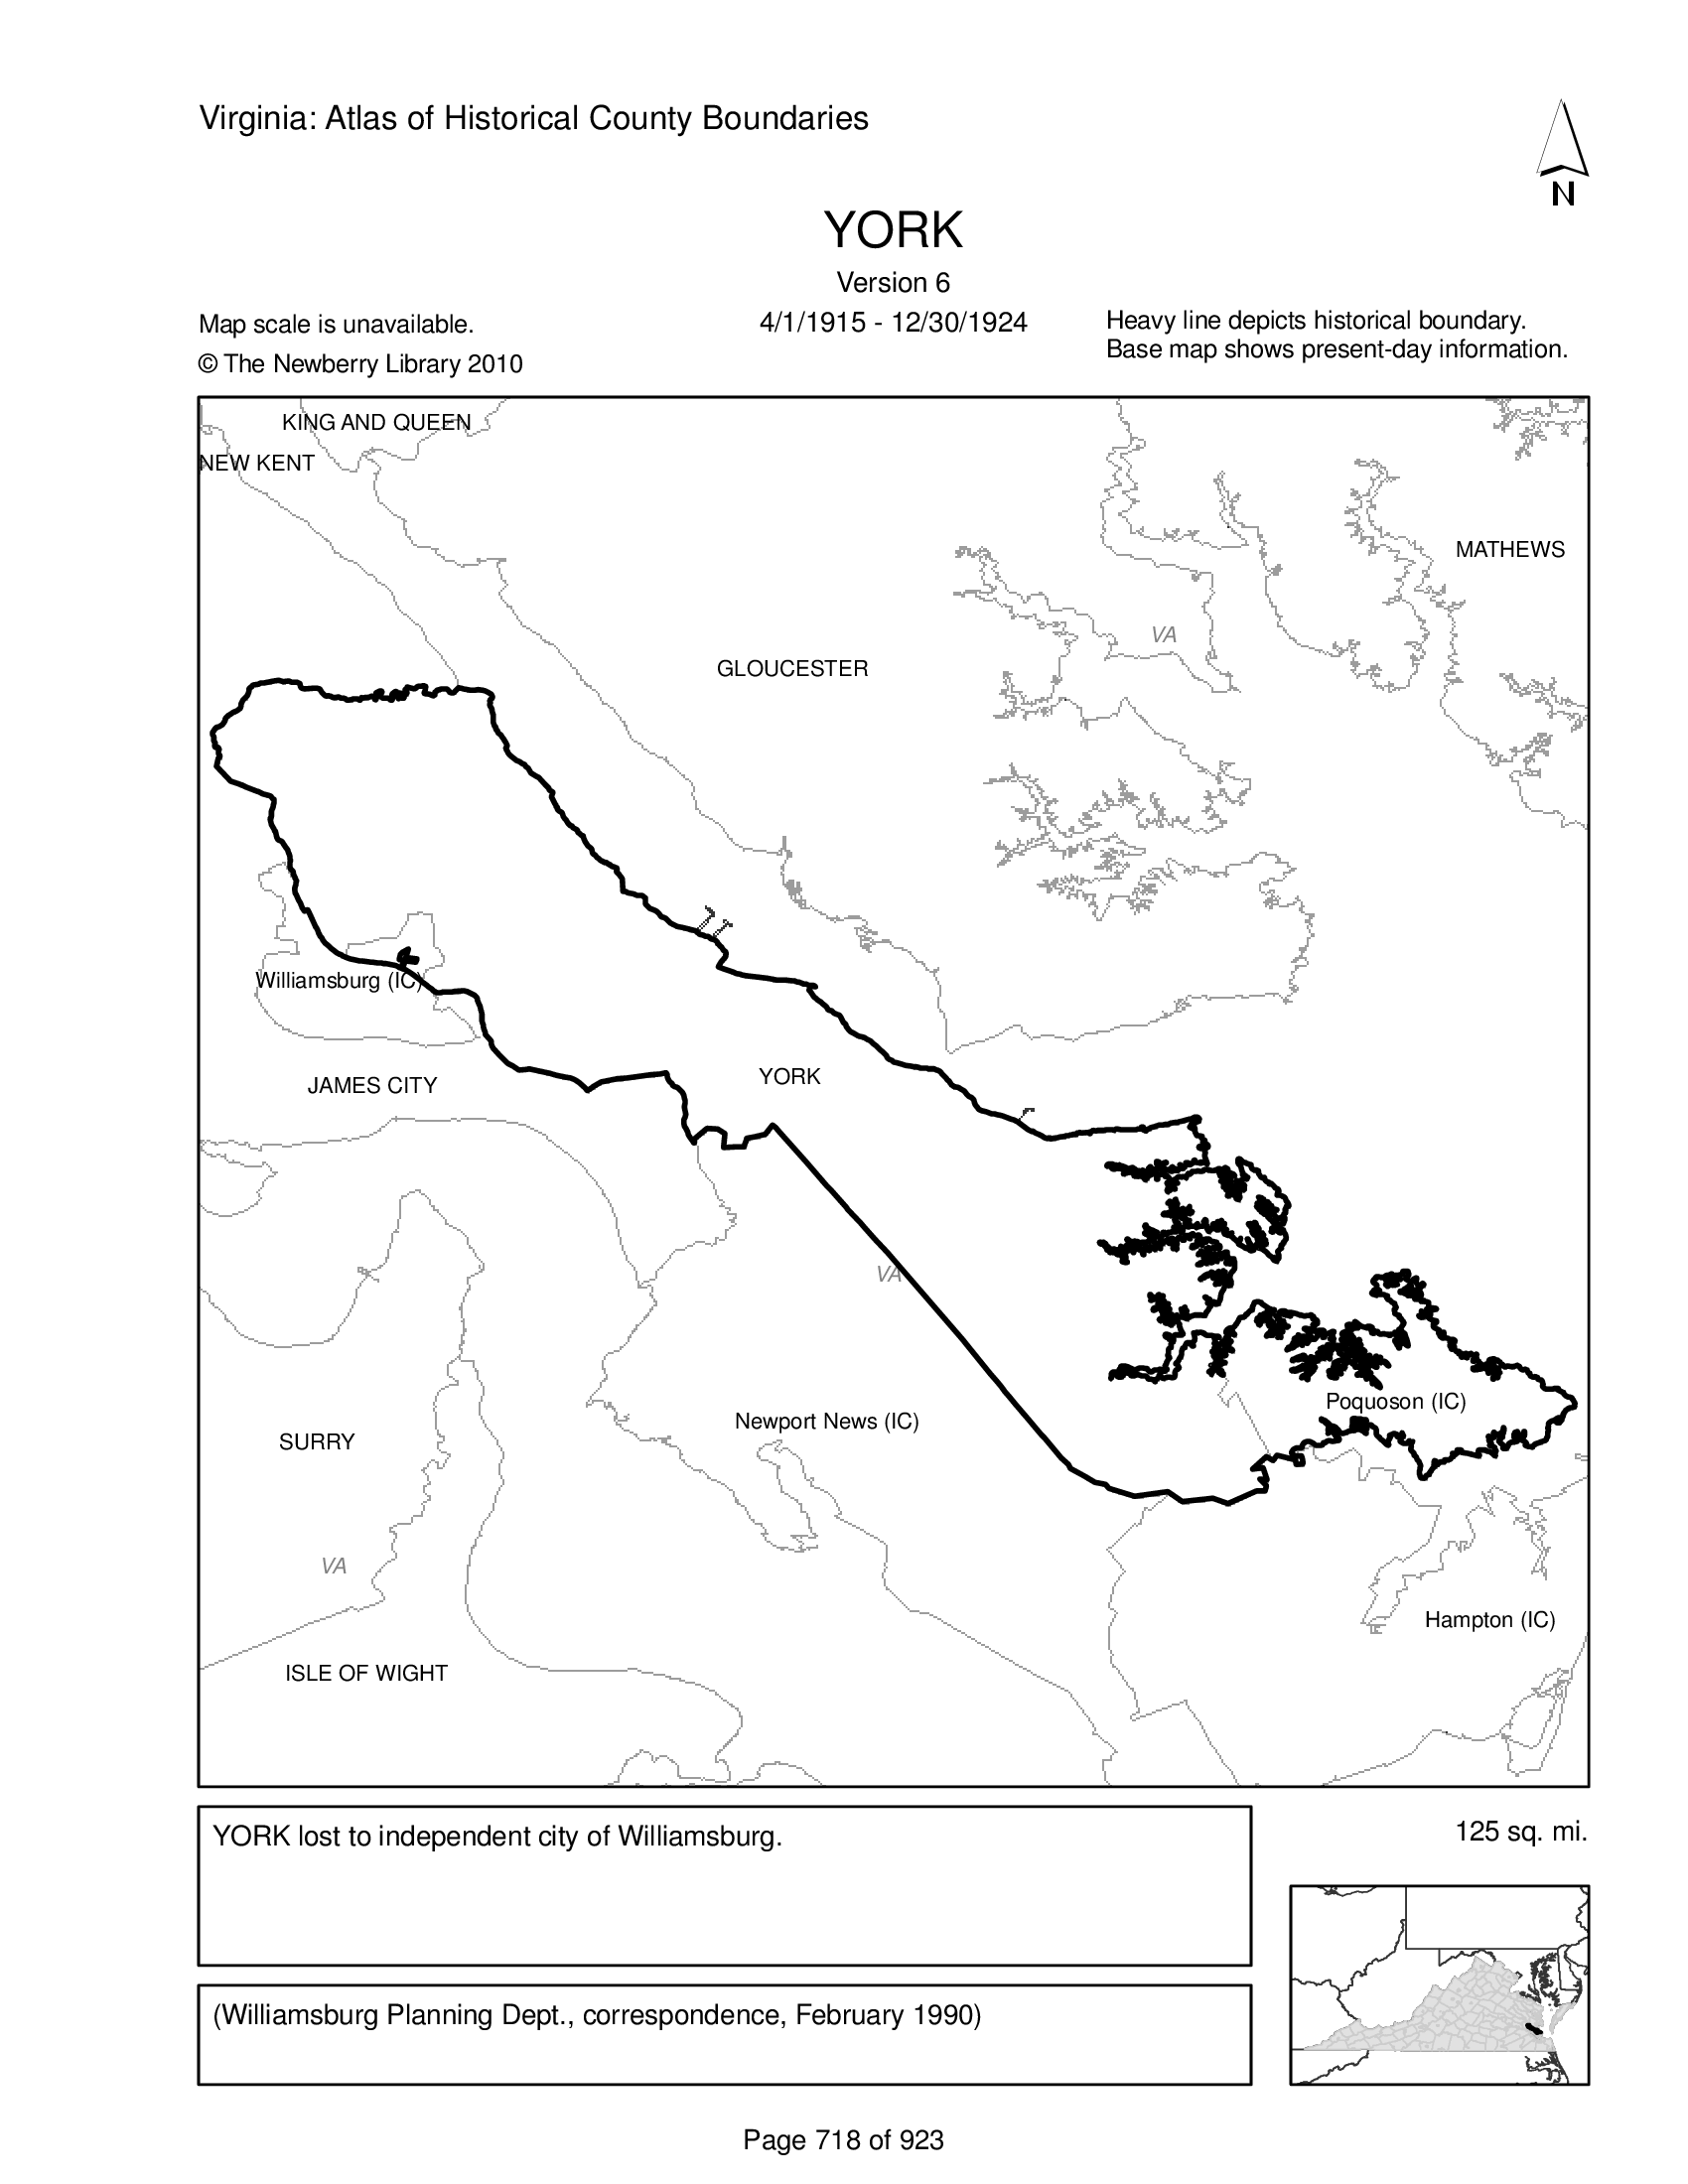 Virginia: Atlas of Historical County Boundaries
N
YORK
Version 6
4/1/1915 - 12/30/1924
Map scale is unavailable.
© The Newberry Library 2010
Heavy line depicts historical boundary.
Base map shows present-day information.
KING AND QUEEN
NEW KENT
MATHEWS
VA
GLOUCESTER
Williamsburg (IC)
YORK
JAMES CITY
VA
Poquoson (IC)
Newport News (IC)
SURRY
VA
Hampton (IC)
ISLE OF WIGHT
YORK lost to independent city of Williamsburg.
125 sq. mi.
(Williamsburg Planning Dept., correspondence, February 1990)
Page 718 of 923